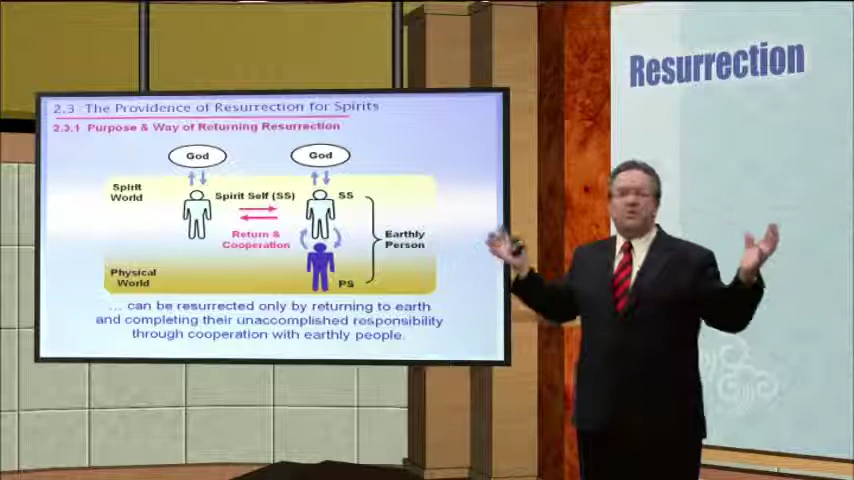 Resurrection
2.3 The Providence of Resurrection for Spirits
2.3.1 Purpose & Way of Returning Resurrection
God
God
Spirit
World
Spirit Self (SS)
SS
Return &
Cooperation
Earthly
Person
Physical
World
PS
... can be resurrected only by returning to earth
and completing their unaccomplished responsibility
through cooperation with earthly people.